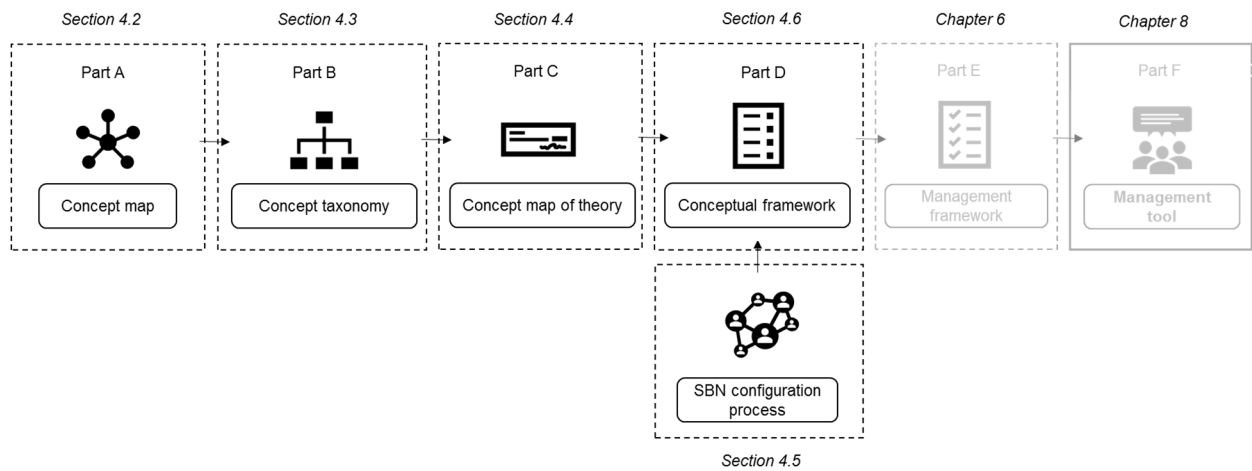 Section 4.2
Section 4.3
Section 4.4
Section 4.6
Chapter 6
Chapter 8
Part A
Part B
Part C
Part D
Part E
Part F
Concept map
Concept taxonomy
Concept map of theory
Conceptual framework
Management
framework
Management
tool
SBN configuration
process
Section 4.5